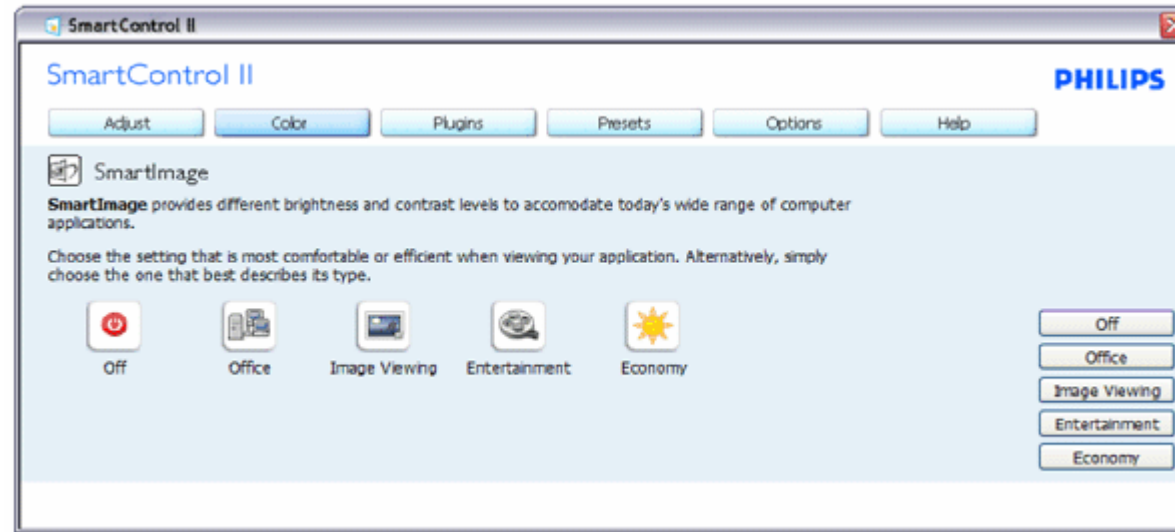 SmartControl II
SmartControl II
PHILIPS
Adjust Color Plugins Presets Options Help
SmartImage
SmartImage provides different brightness and contrast levels to accomodate today's wide range of computer
applications.
Choose the setting that is most comfortable or efficient when viewing your application. Alternatively, simply
choose the one that best describes its type.
Off Office Image Viewing Entertainment Economy
Off
Office
Image Viewing
Entertainment
Economy